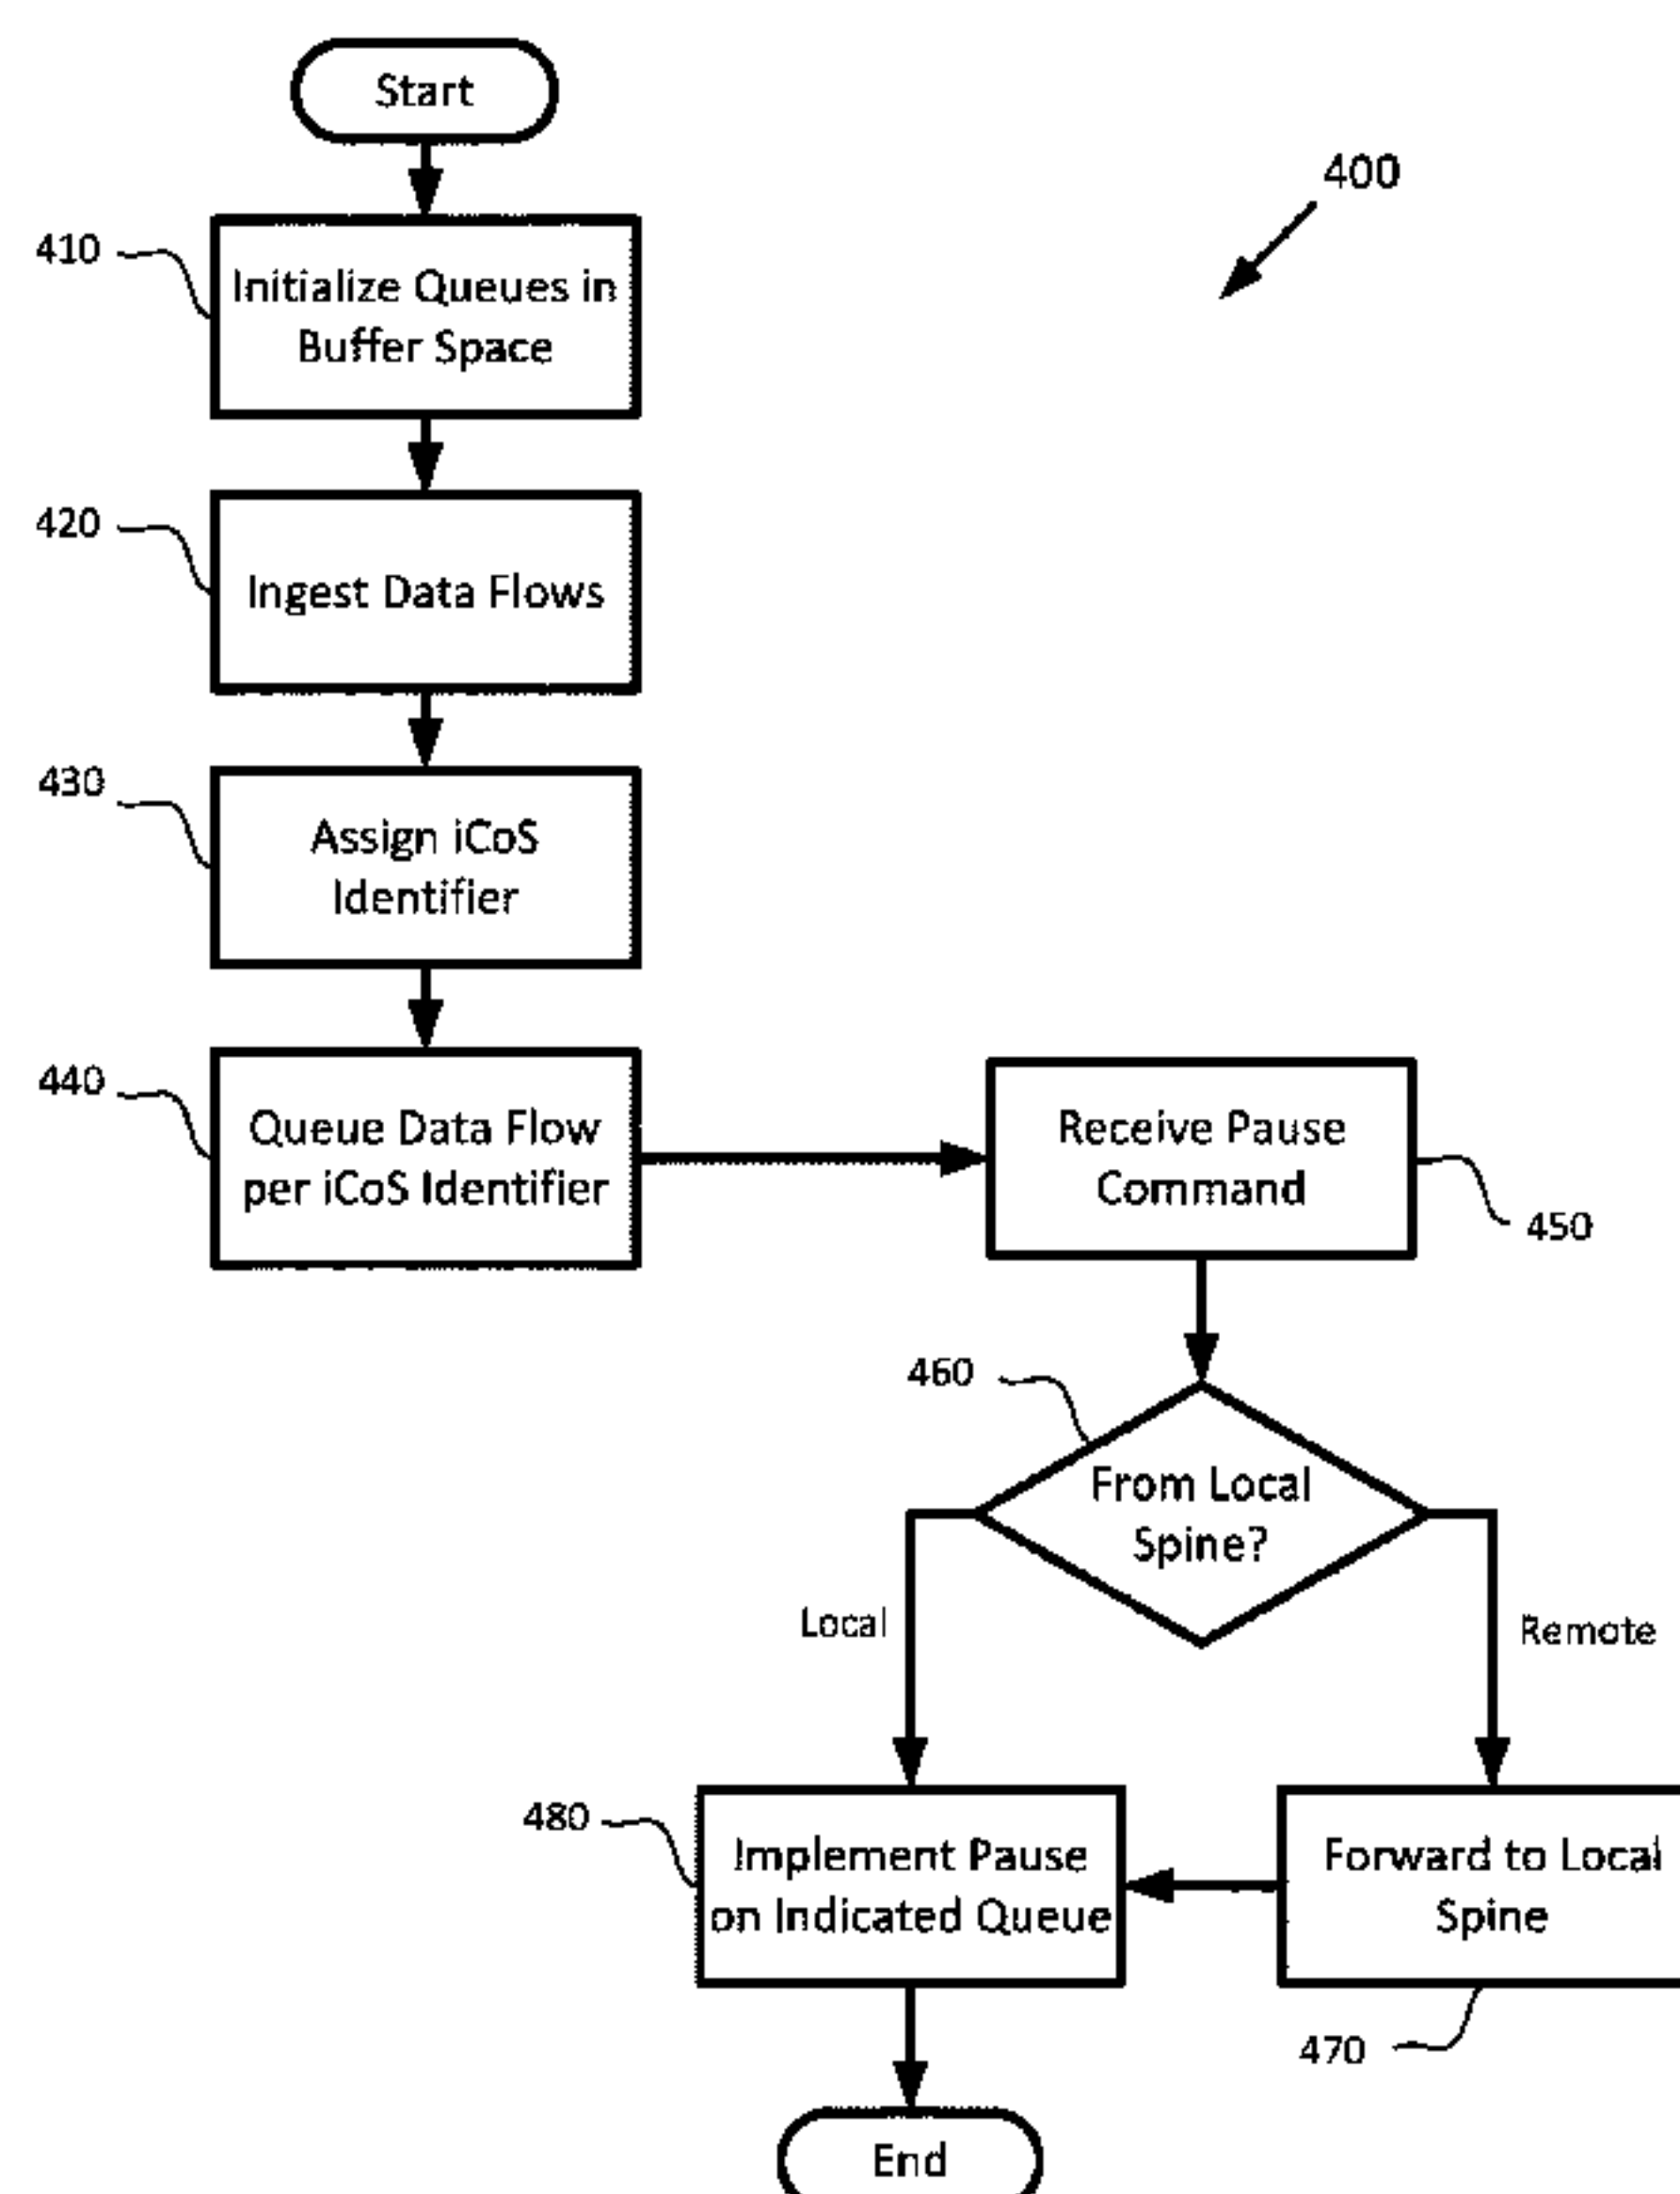 Start
400
410
Initialize Queues in
Buffer Space
420
Ingest Data Flows
430
Assign iCoS
Identifier
440
Queue Data Flow
per iCoS Identifier
Receive Pause
Command
450
460
From Local
Spine?
Local
Remote
480
Implement Pause
on Indicated Queue
Forward to Local
Spine
470
End